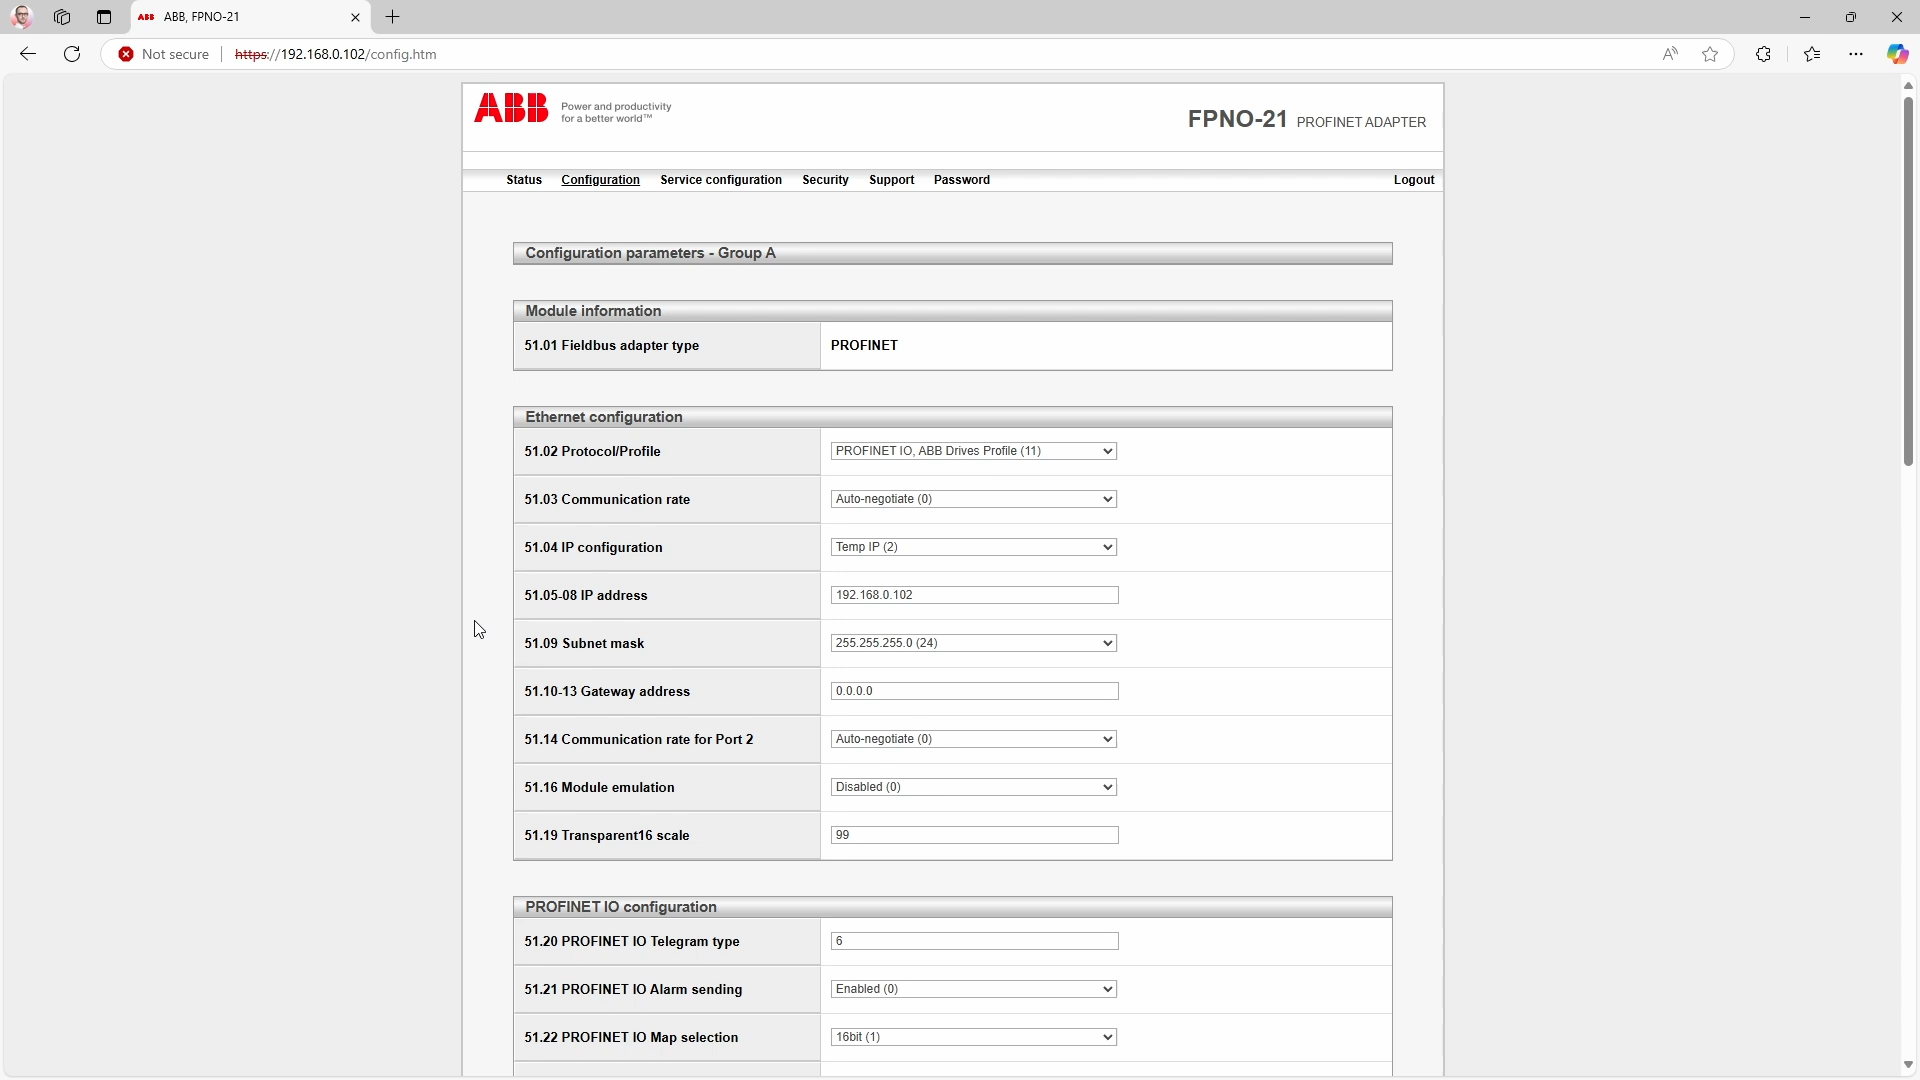 ABB, FPNO-21
Not secure
https://192.168.0.102/config.htm
ABB
Power and productivity
for a better world™
FPNO-21 PROFINET ADAPTER
Status Configuration Service configuration Security Support Password Logout
Configuration parameters - Group A
Module information
51.01 Fieldbus adapter type PROFINET
Ethernet configuration
51.02 Protocol/Profile PROFINET IO, ABB Drives Profile (11)
51.03 Communication rate Auto-negotiate (0)
51.04 IP configuration Temp IP (2)
51.05-08 IP address 192.168.0.102
51.09 Subnet mask 255.255.255.0 (24)
51.10-13 Gateway address 0.0.0.0
51.14 Communication rate for Port 2 Auto-negotiate (0)
51.16 Module emulation Disabled (0)
51.19 Transparent16 scale 99
PROFINET IO configuration
51.20 PROFINET IO Telegram type 6
51.21 PROFINET IO Alarm sending Enabled (0)
51.22 PROFINET IO Map selection 16bit (1)